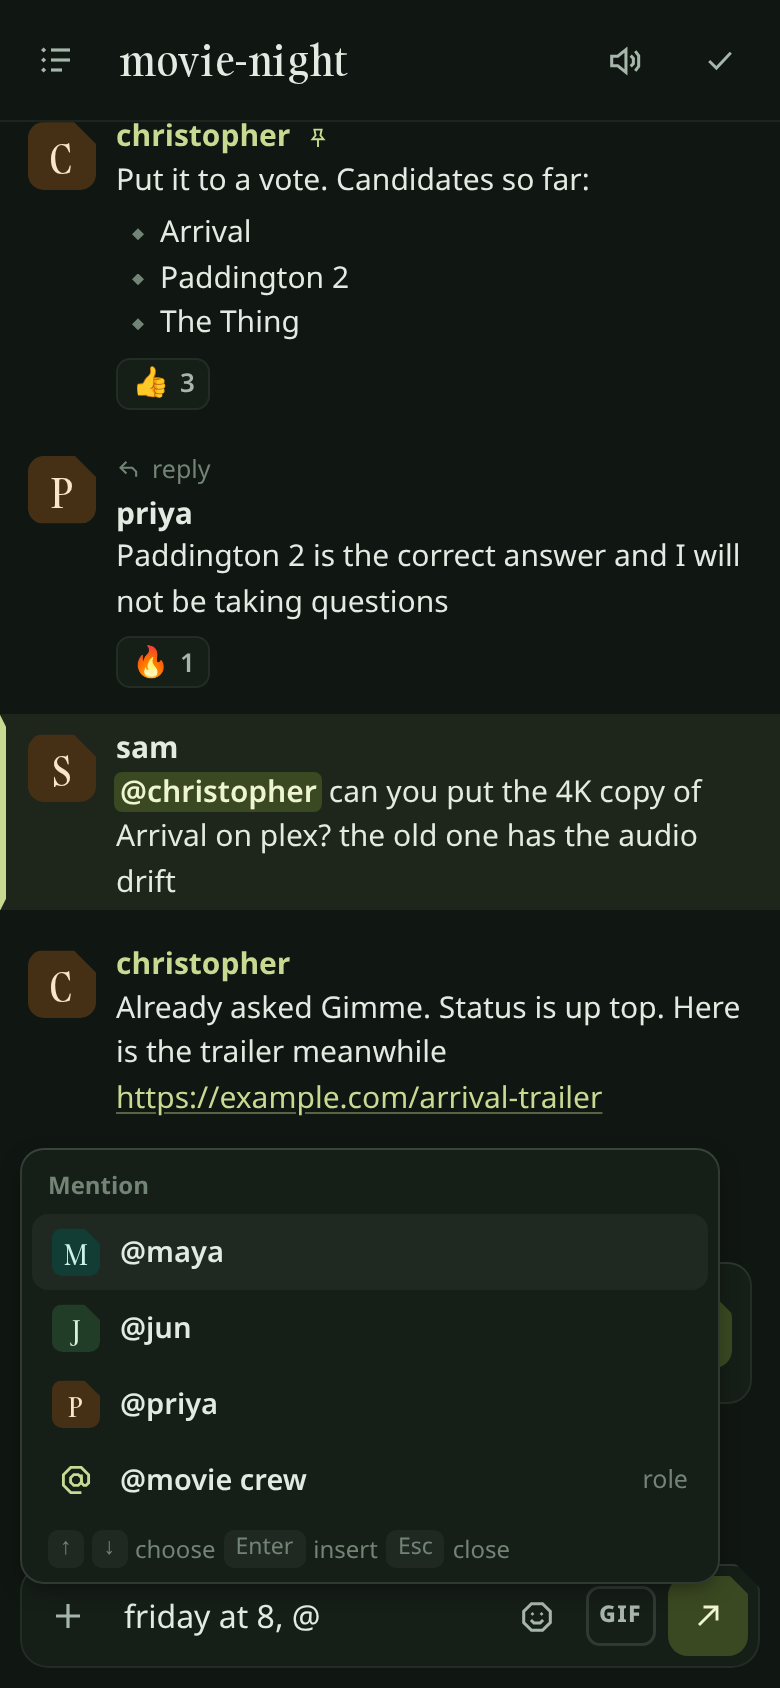 movie-night
C
christopher
Put it to a vote. Candidates so far:
Arrival
Paddington 2
The Thing
👍 3
reply
P
priya
Paddington 2 is the correct answer and I will
not be taking questions
🔥 1
S
sam
@christopher can you put the 4K copy of
Arrival on plex? the old one has the audio
drift
C
christopher
Already asked Gimme. Status is up top. Here
is the trailer meanwhile
https://example.com/arrival-trailer
Mention
M @maya
J @jun
P @priya
@ @movie crew role
↑ ↓ choose Enter insert Esc close
friday at 8, @ GIF